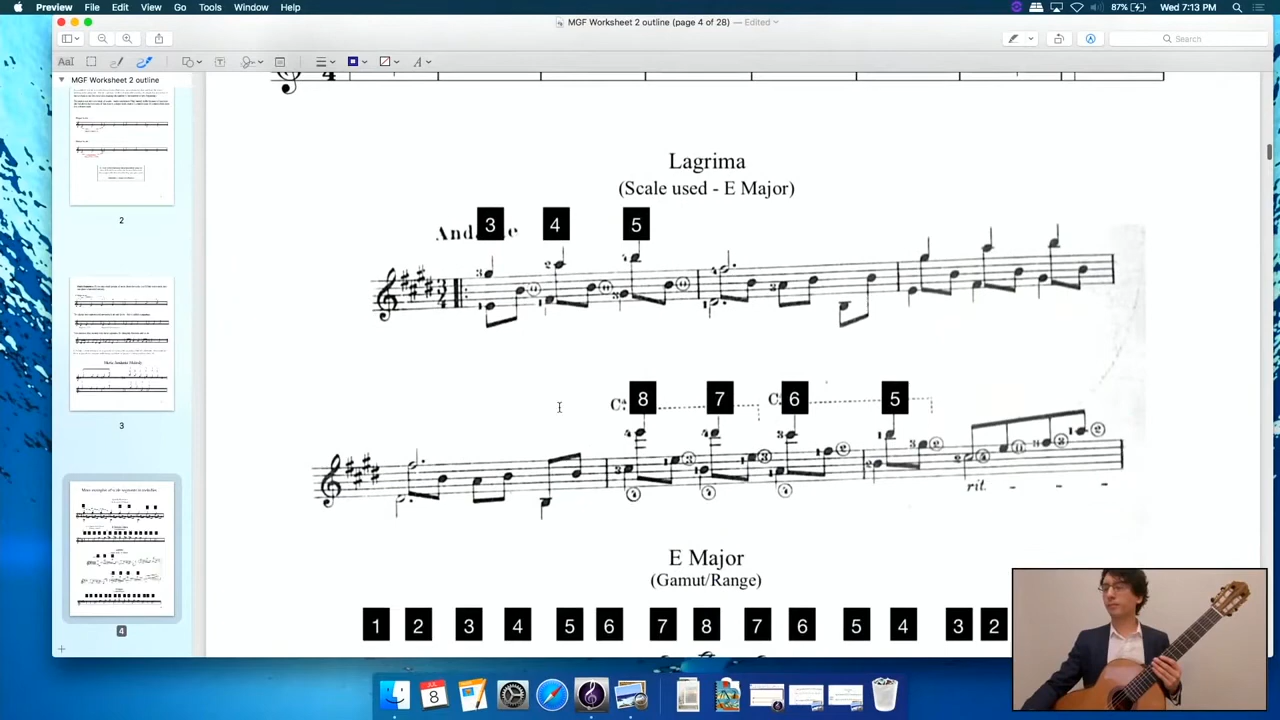 Preview File Edit View Go Tools Window Help 87% Wed 7:13 PM
MGF Worksheet 2 outline (page 4 of 28) — Edited
Search
MGF Worksheet 2 outline
2
3
4
Lagrima
(Scale used - E Major)
3 4 5
8 7 6 5
rit. - - -
E Major
(Gamut/Range)
1 2 3 4 5 6 7 8 7 6 5 4 3 2
JUL
8